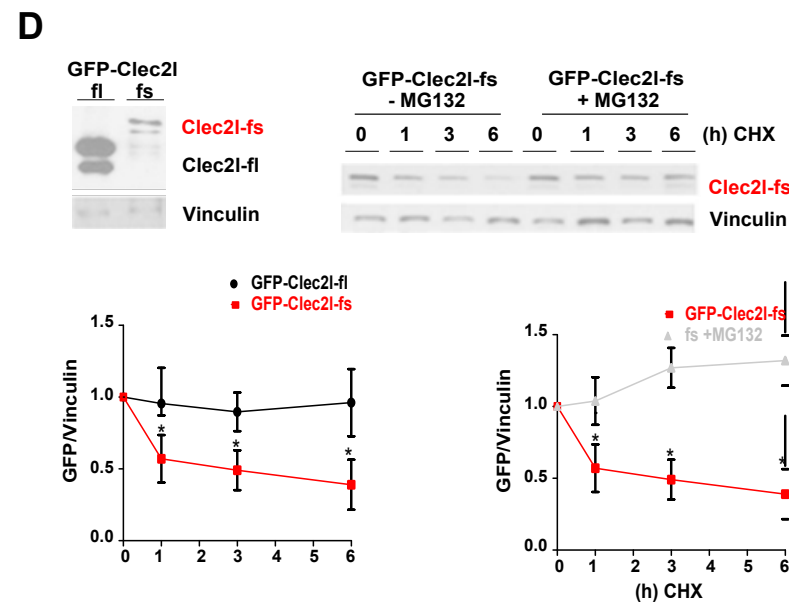 D
GFP-Clec2l
fl fs
Clec2l-fs
Clec2l-fl
Vinculin
GFP-Clec2l-fs GFP-Clec2l-fs
- MG132 + MG132
0 1 3 6 0 1 3 6 (h) CHX
Clec2l-fs
Vinculin
GFP-Clec2l-fl
GFP-Clec2l-fs
1.5
1.0
0.5
0.0
GFP/Vinculin
* * *
0 1 2 3 4 5 6
GFP-Clec2l-fs
fs +MG132
1.5
1.0
0.5
0.0
GFP/Vinculin
* * *
0 1 2 3 4 5 6
(h) CHX